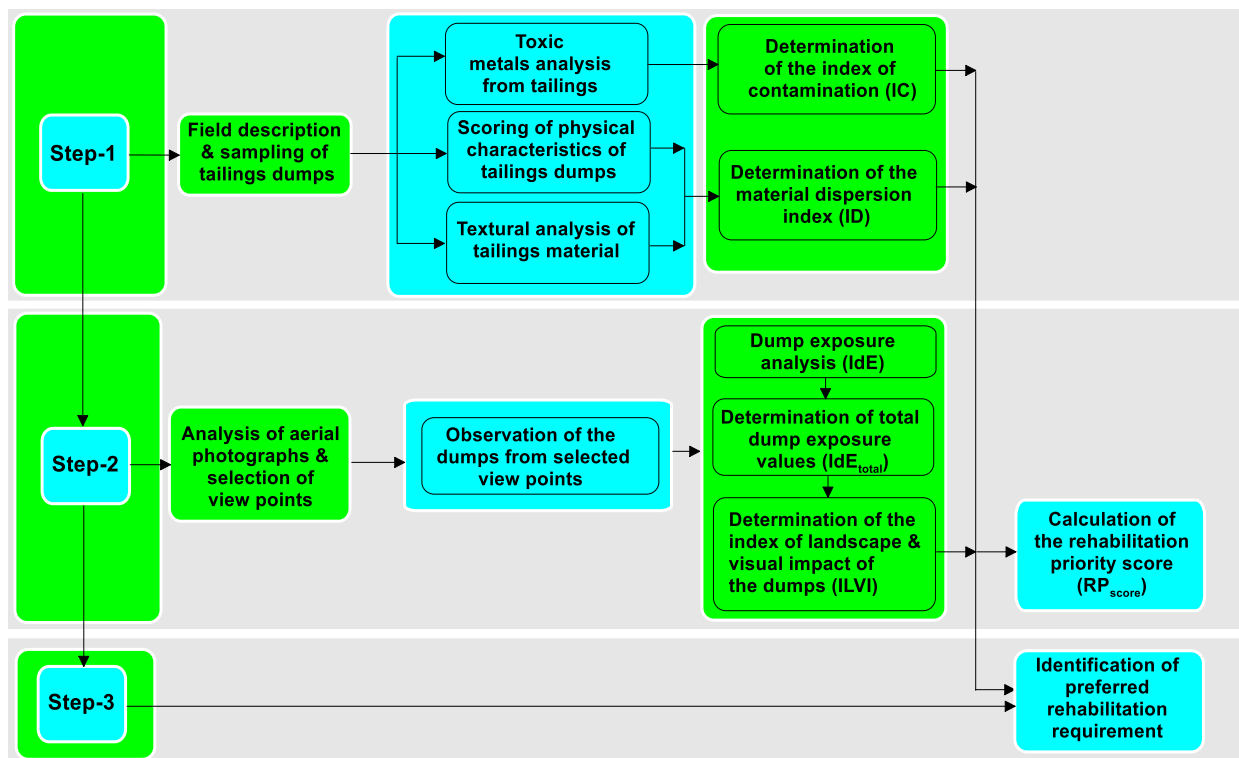 Step-1
Field description
& sampling of
tailings dumps
Toxic
metals analysis
from tailings
Scoring of physical
characteristics of
tailings dumps
Textural analysis of
tailings material
Determination
of the index of
contamination (IC)
Determination of the
material dispersion
index (ID)
Step-2
Analysis of aerial
photographs &
selection of
view points
Observation of the
dumps from selected
view points
Dump exposure
analysis (IdE)
Determination of total
dump exposure
values (IdEtotal)
Determination of the
index of landscape &
visual impact of
the dumps (ILVI)
Calculation of
the rehabilitation
priority score
(RPscore)
Step-3
Identification of
preferred
rehabilitation
requirement